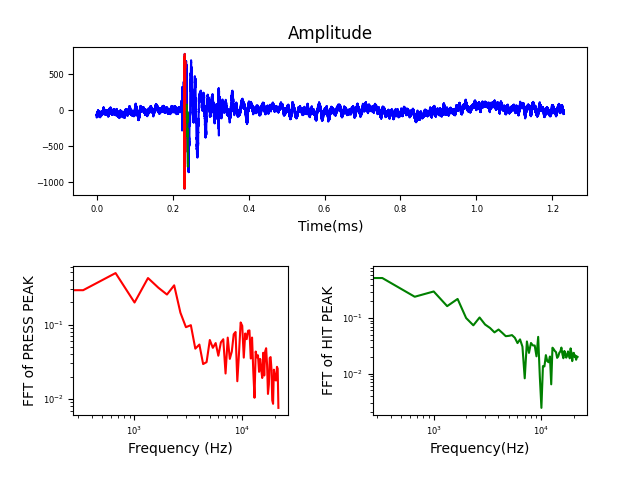 Amplitude
500
0
−500
−1000
0.0 0.2 0.4 0.6 0.8 1.0 1.2
Time(ms)
FFT of PRESS PEAK
10⁻¹
10⁻²
10³ 10⁴
Frequency (Hz)
FFT of HIT PEAK
10⁻¹
10⁻²
10³ 10⁴
Frequency(Hz)